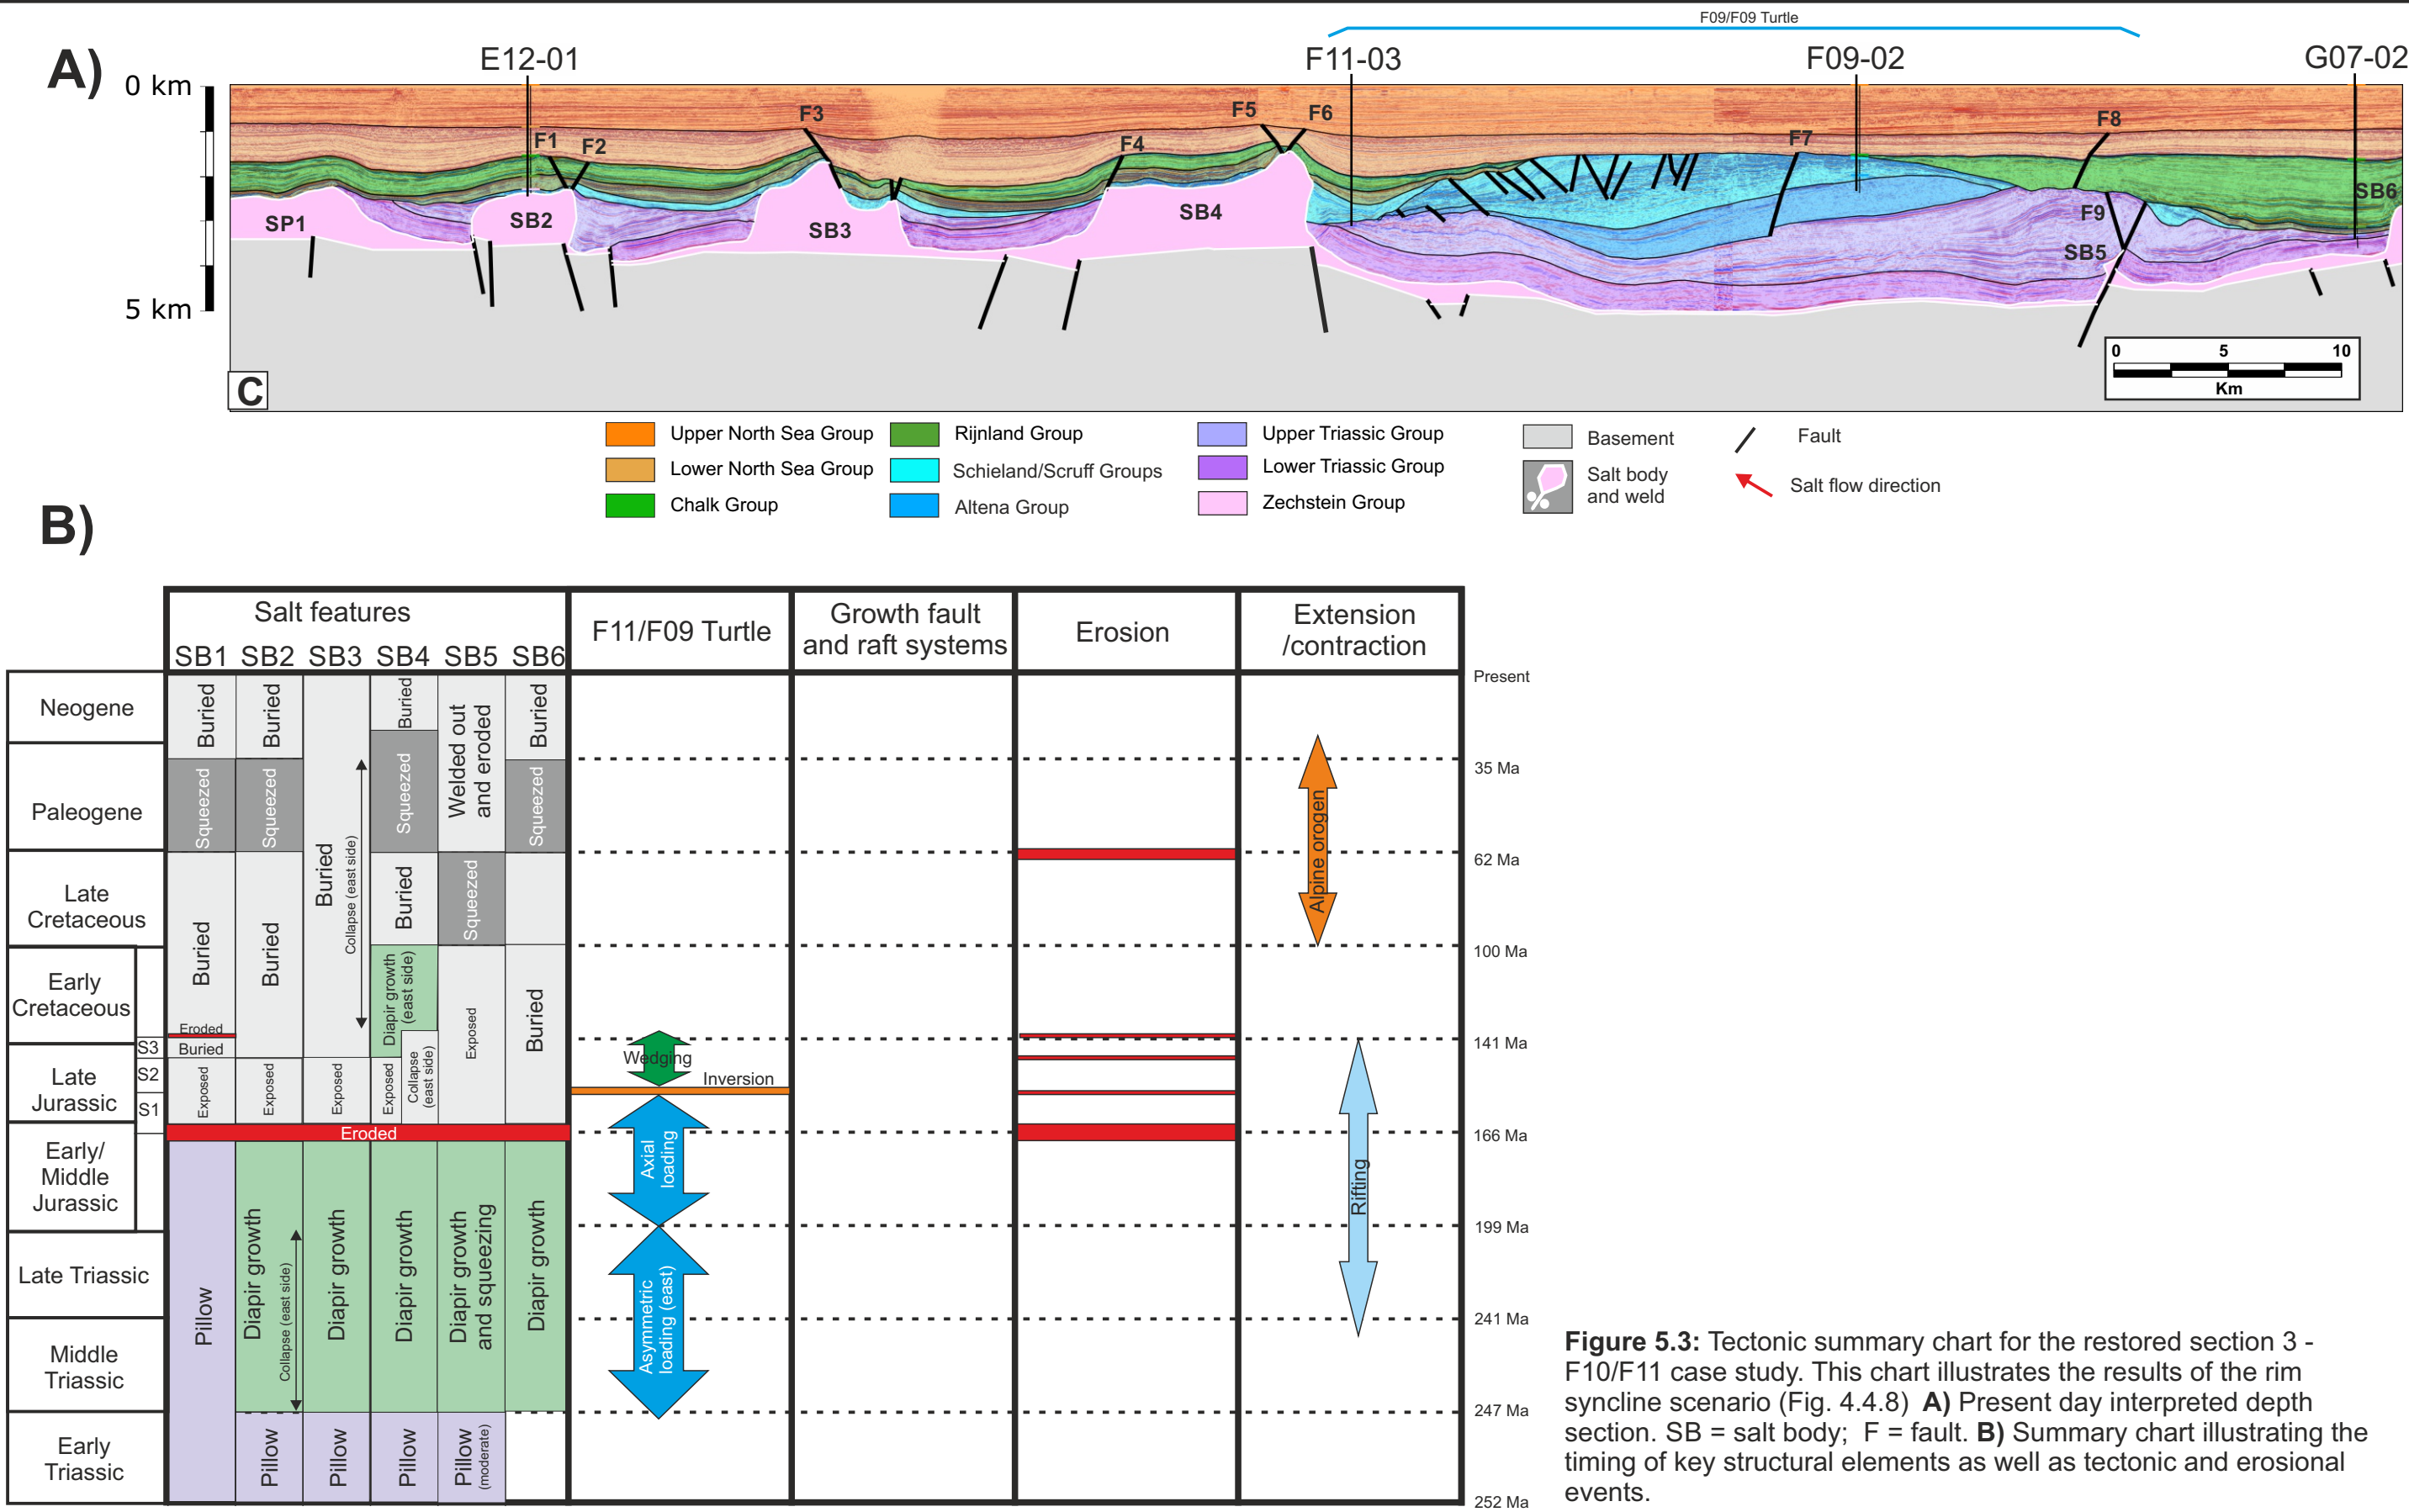 F09/F09 Turtle
A)
E12-01
F11-03
F09-02
G07-02
0 km
5 km
F1
F2
F3
F4
F5
F6
F7
F8
F9
SP1
SB2
SB3
SB4
SB5
SB6
0 5 10
Km
C
Upper North Sea Group
Lower North Sea Group
Chalk Group
Rijnland Group
Schieland/Scruff Groups
Altena Group
Upper Triassic Group
Lower Triassic Group
Zechstein Group
Basement
Salt body
and weld
Fault
Salt flow direction
B)
Salt features
SB1 SB2 SB3 SB4 SB5 SB6
F11/F09 Turtle
Growth fault
and raft systems
Erosion
Extension
/contraction
Neogene
Paleogene
Late
Cretaceous
Early
Cretaceous
S3
Late
Jurassic
S2
S1
Early/
Middle
Jurassic
Late Triassic
Middle
Triassic
Early
Triassic
Buried
Squeezed
Buried
Eroded
Buried
Exposed
Pillow
Buried
Squeezed
Buried
Exposed
Diapir growth
Collapse (east side)
Pillow
Buried
Collapse (east side)
Exposed
Diapir growth
Pillow
Buried
Squeezed
Buried
Diapir growth
(east side)
Exposed
Collapse
(east side)
Diapir growth
Pillow
Welded out
and eroded
Squeezed
Exposed
Diapir growth
and squeezing
Pillow
(moderate)
Buried
Squeezed
Buried
Diapir growth
Eroded
Wedging
Inversion
Axial
loading
Asymmetric
loading (east)
Alpine orogen
Rifting
Present
35 Ma
62 Ma
100 Ma
141 Ma
166 Ma
199 Ma
241 Ma
247 Ma
252 Ma
Figure 5.3: Tectonic summary chart for the restored section 3 -
F10/F11 case study. This chart illustrates the results of the rim
syncline scenario (Fig. 4.4.8) A) Present day interpreted depth
section. SB = salt body; F = fault. B) Summary chart illustrating the
timing of key structural elements as well as tectonic and erosional
events.